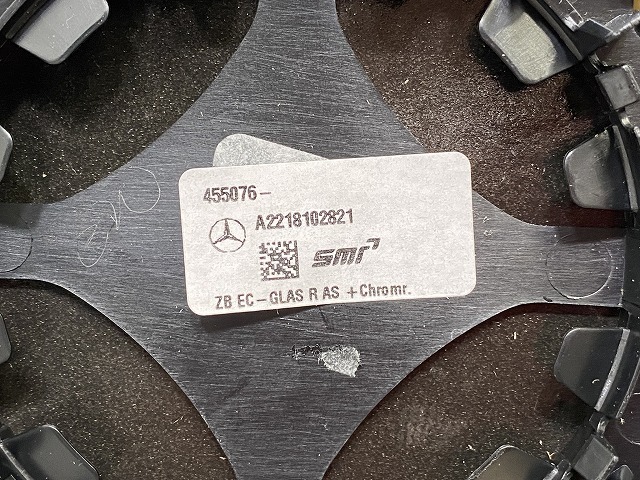 455076-
A2218102821
smr
ZB EC-GLAS R AS +Chromr.